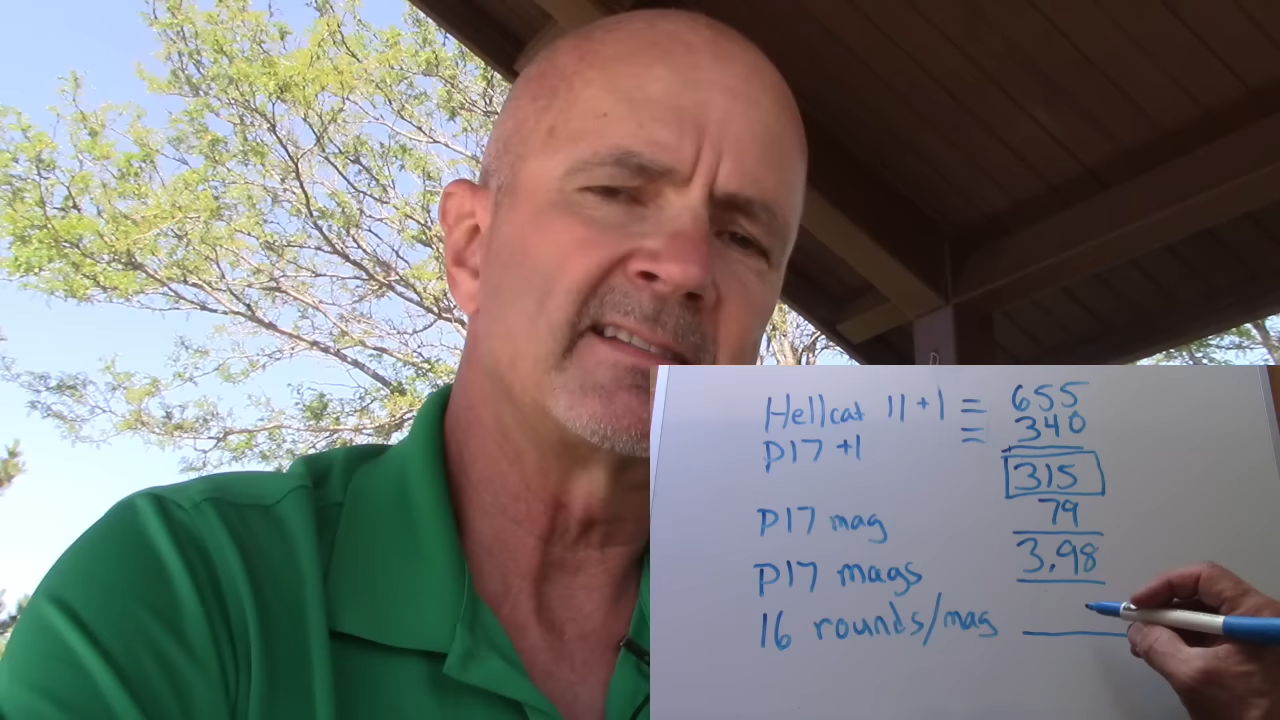 Hellcat 11 +1 = 655
P17 +1 = 340
315
P17 mag 79
P17 mags 3.98
16 rounds/mag